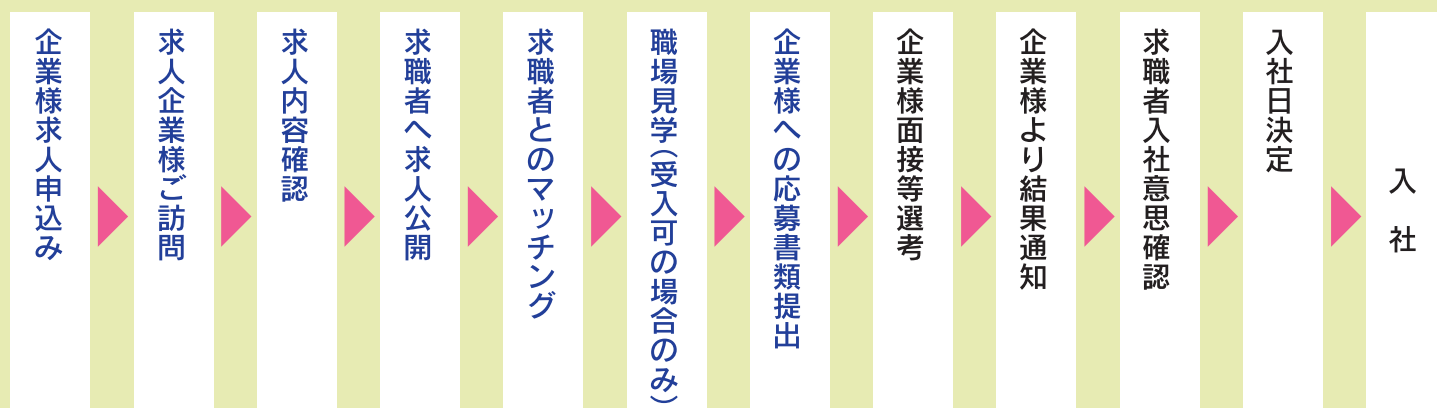 企業様求人申込み
求人企業様ご訪問
求人内容確認
求職者へ求人公開
求職者とのマッチング
職場見学（受入可の場合のみ）
企業様への応募書類提出
企業様面接等選考
企業様より結果通知
求職者入社意思確認
入社日決定
入　社